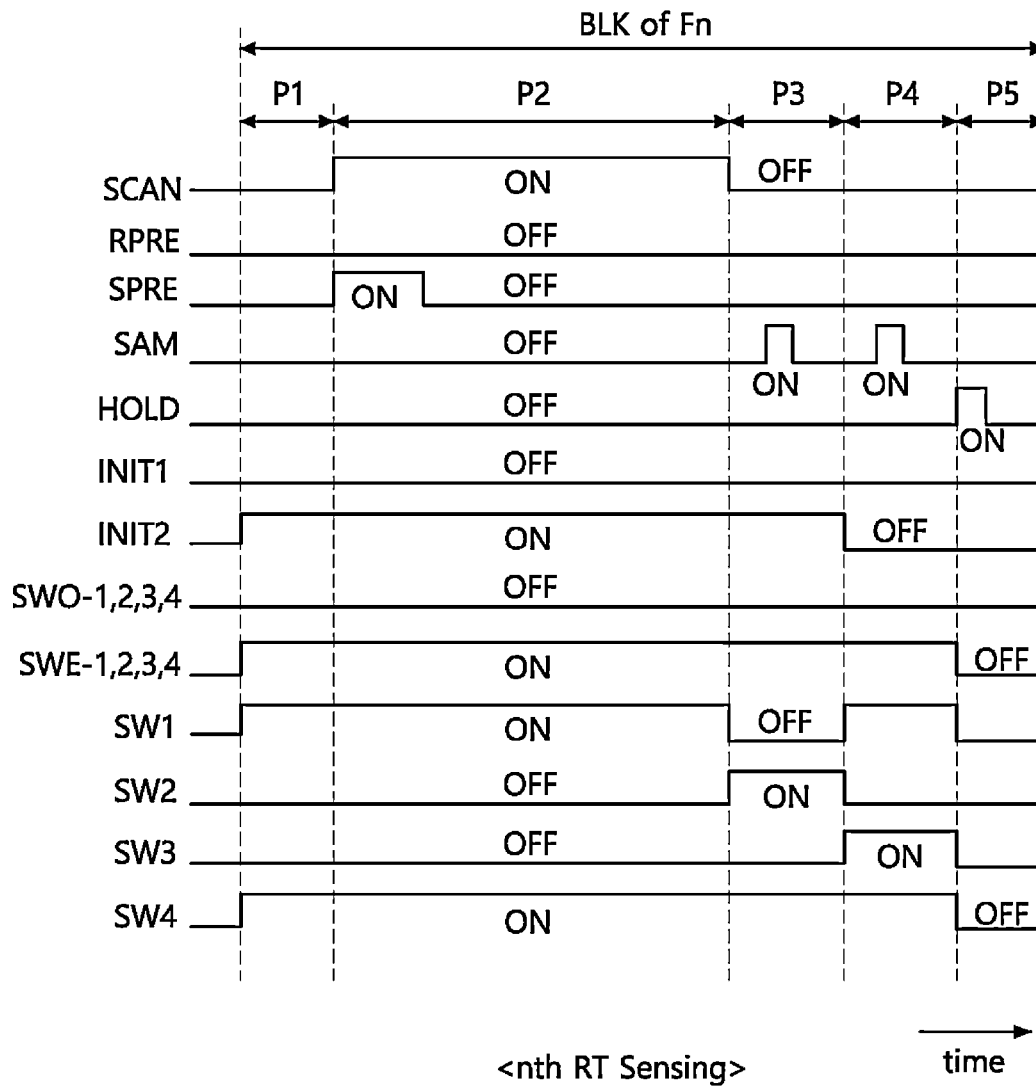 BLK of Fn
P1 P2 P3 P4 P5
SCAN ON OFF
RPRE OFF
SPRE ON OFF
SAM OFF ON ON
HOLD OFF ON
INIT1 OFF
INIT2 ON OFF
SWO-1,2,3,4 OFF
SWE-1,2,3,4 ON OFF
SW1 ON OFF
SW2 OFF ON
SW3 OFF ON
SW4 ON OFF
<nth RT Sensing> time